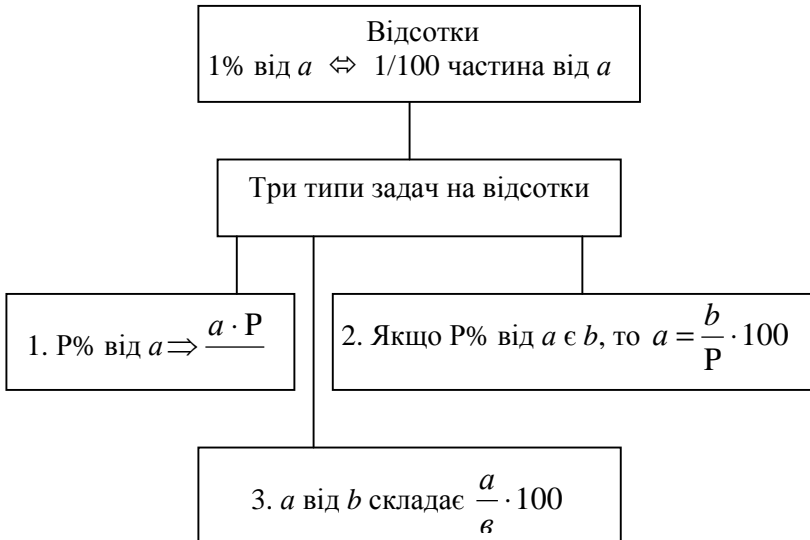 Відсотки
1% від a ⇔ 1/100 частина від a
Три типи задач на відсотки
1. Р% від a ⇒ a · Р
2. Якщо Р% від a є b, то a = b/Р · 100
3. a від b складає a/в · 100